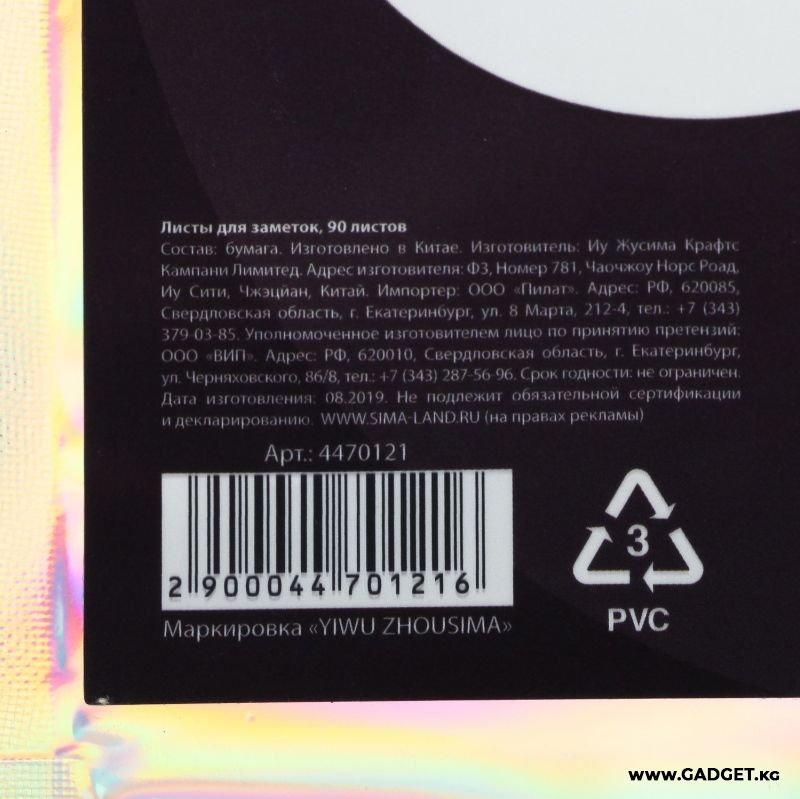 Листы для заметок, 90 листов
Состав: бумага. Изготовлено в Китае. Изготовитель: Иу Жусима Крафтс
Кампани Лимитед. Адрес изготовителя: Ф3, Номер 781, Чаочжоу Норс Роад,
Иу Сити, Чжэцйан, Китай. Импортер: ООО «Пилат». Адрес: РФ, 620085,
Свердловская область, г. Екатеринбург, ул. 8 Марта, 212-4, тел.: +7 (343)
379-03-85. Уполномоченное изготовителем лицо по принятию претензий:
ООО «ВИП». Адрес: РФ, 620010, Свердловская область, г. Екатеринбург,
ул. Черняховского, 86/8, тел.: +7 (343) 287-56-96. Срок годности: не ограничен.
Дата изготовления: 08.2019. Не подлежит обязательной сертификации
и декларированию. WWW.SIMA-LAND.RU (на правах рекламы)
Арт.: 4470121
2 900044 701216
Маркировка «YIWU ZHOUSIMA»
3
PVC
www.GADGET.KG